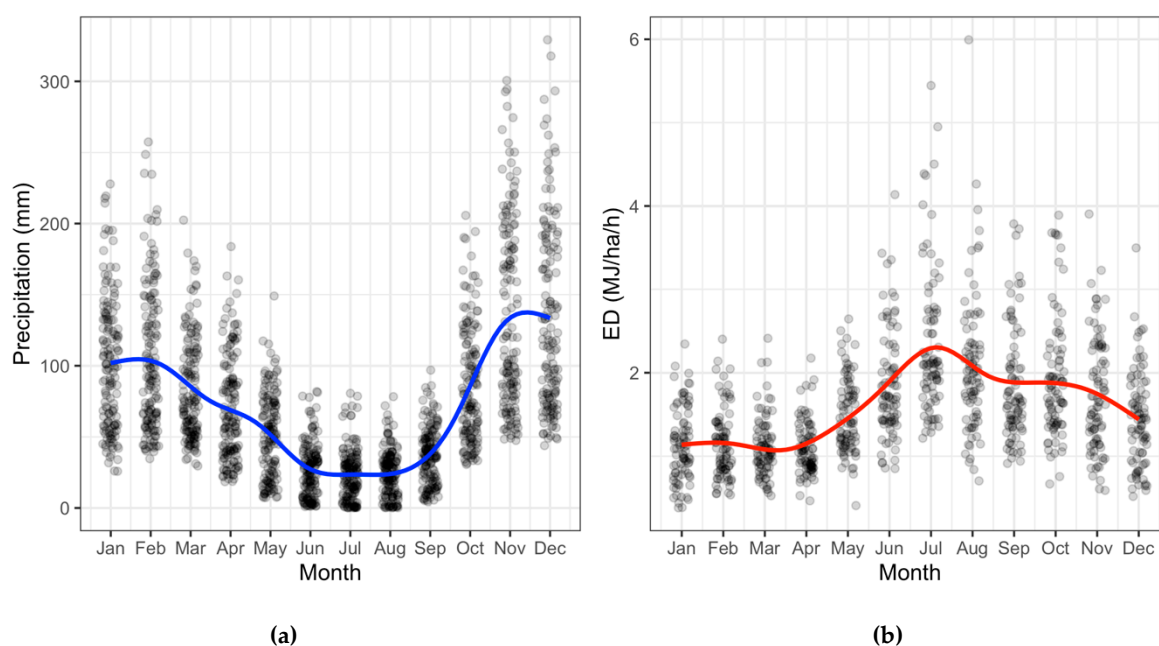 Precipitation (mm)
300
200
100
0
Jan Feb Mar Apr May Jun Jul Aug Sep Oct Nov Dec
Month
(a)
ED (MJ/ha/h)
6
4
2
Jan Feb Mar Apr May Jun Jul Aug Sep Oct Nov Dec
Month
(b)